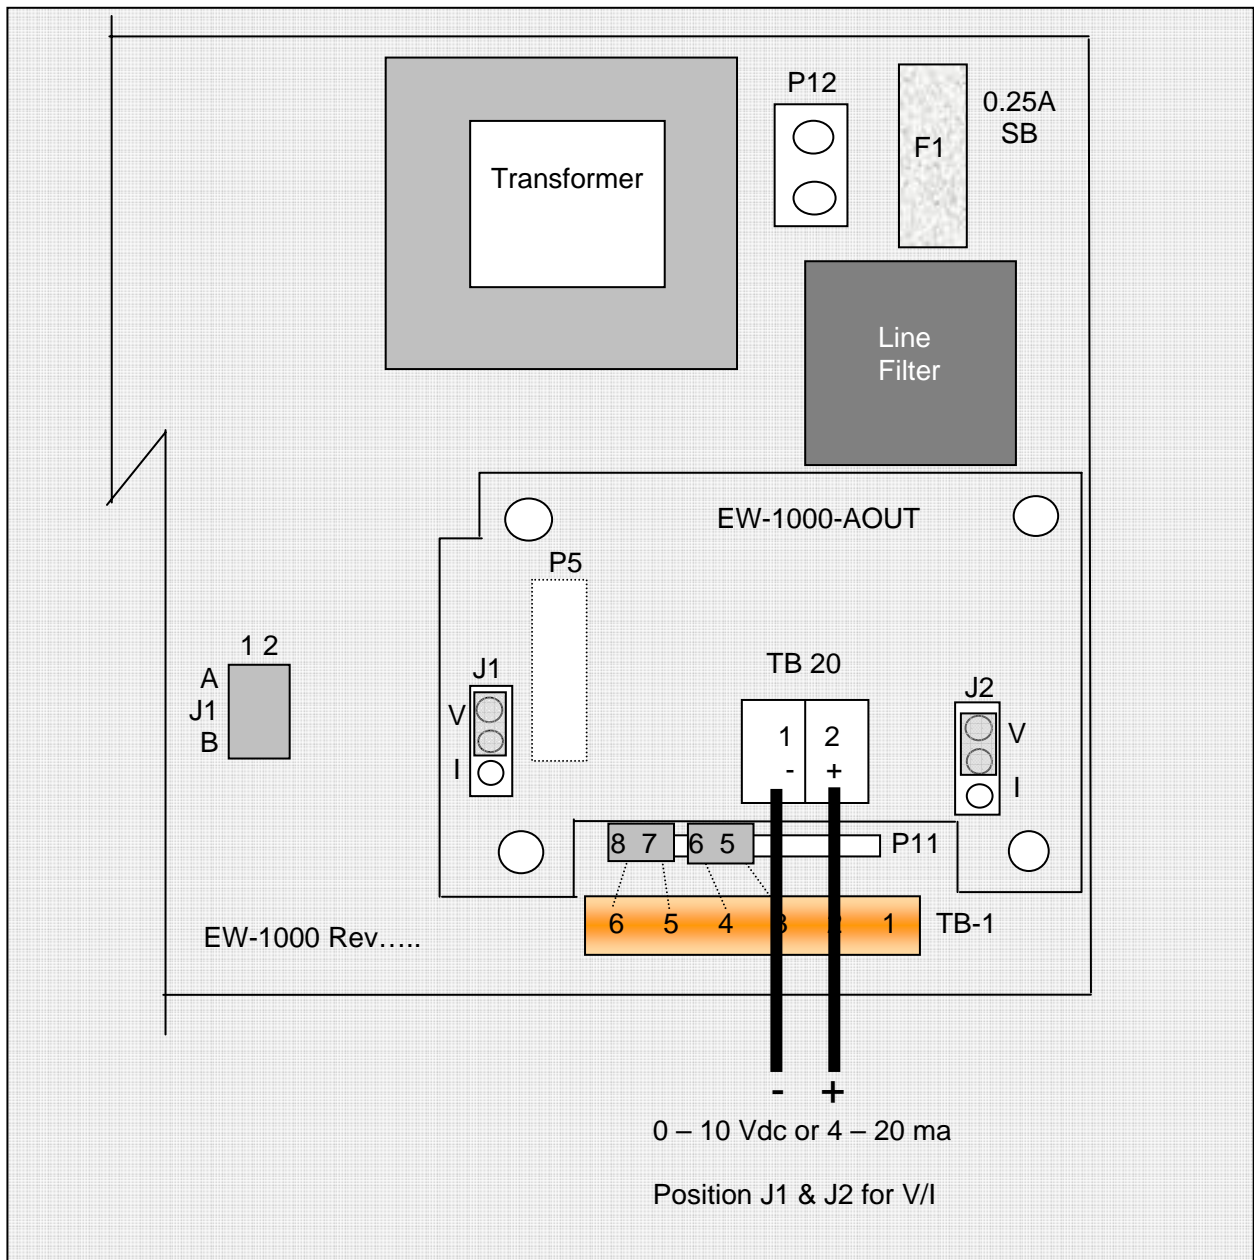 P12
0.25A
SB
F1
Transformer
Line
Filter
EW-1000-AOUT
P5
1 2
A
J1
B
J1
V
I
TB 20
1 2
- +
J2
V
I
8 7 6 5
P11
6 5 4 3 2 1
TB-1
EW-1000 Rev…..
- +
0 – 10 Vdc or 4 – 20 ma
Position J1 & J2 for V/I